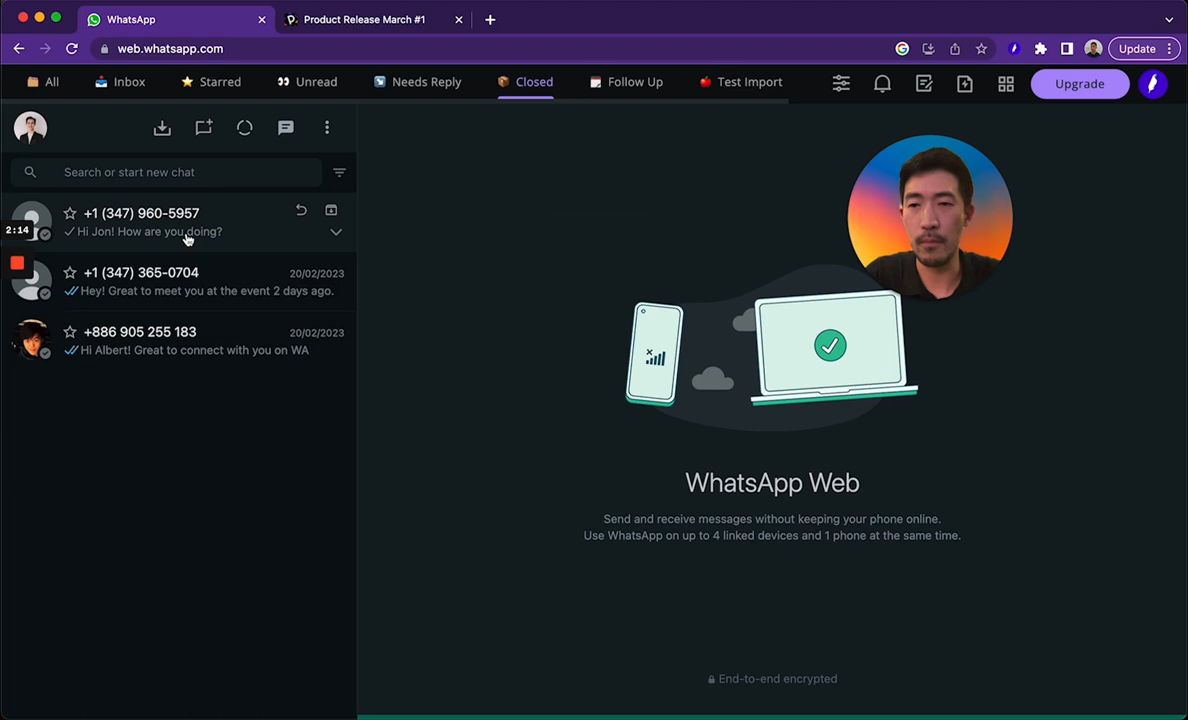 WhatsApp
Product Release March #1
web.whatsapp.com
Update
All
Inbox
Starred
Unread
Needs Reply
Closed
Follow Up
Test Import
Upgrade
Search or start new chat
+1 (347) 960-5957
Hi Jon! How are you doing?
2:14
+1 (347) 365-0704
20/02/2023
Hey! Great to meet you at the event 2 days ago.
+886 905 255 183
20/02/2023
Hi Albert! Great to connect with you on WA
WhatsApp Web
Send and receive messages without keeping your phone online.
Use WhatsApp on up to 4 linked devices and 1 phone at the same time.
End-to-end encrypted